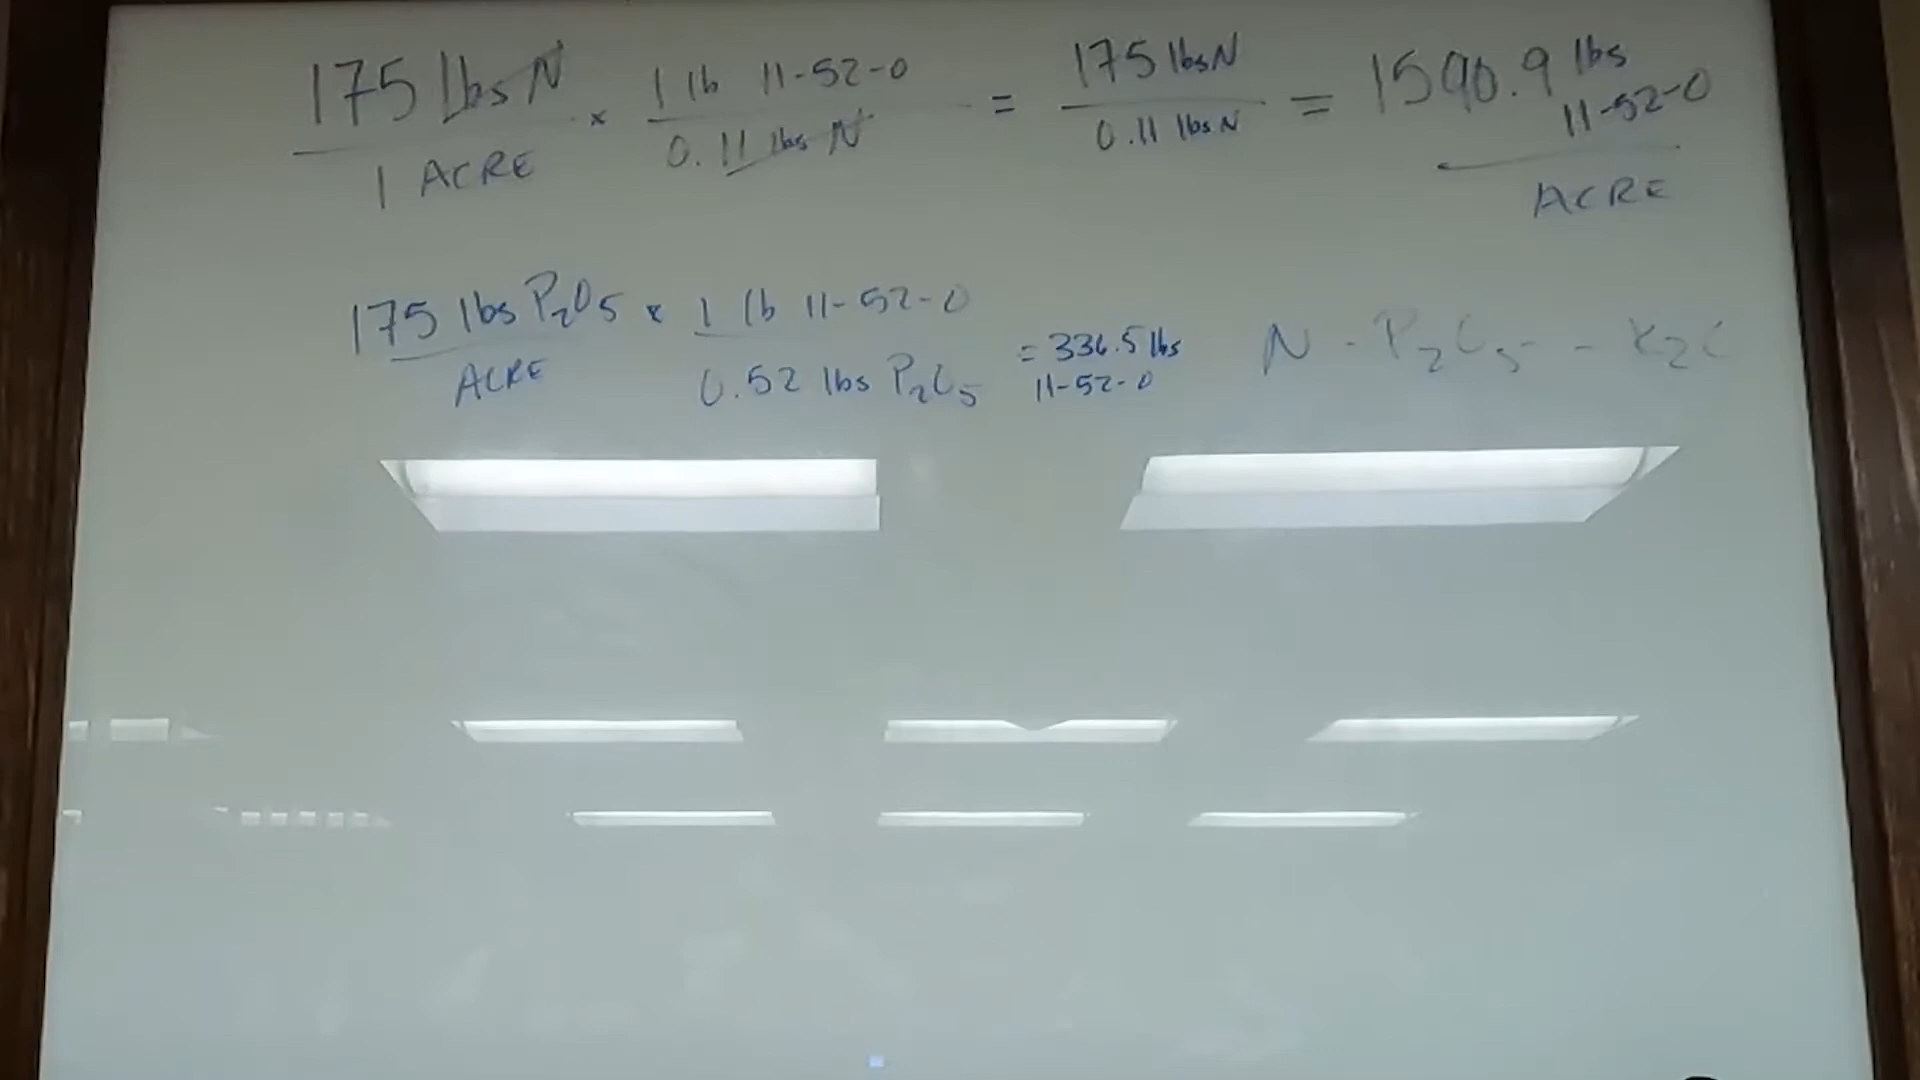 175 lbs N / 1 ACRE × 1 lb 11-52-0 / 0.11 lbs N = 175 lbs N / 0.11 lbs N = 1590.9 lbs 11-52-0 / ACRE
175 lbs P₂O₅ / ACRE × 1 lb 11-52-0 / 0.52 lbs P₂O₅ = 336.5 lbs 11-52-0
N - P₂O₅ - K₂O